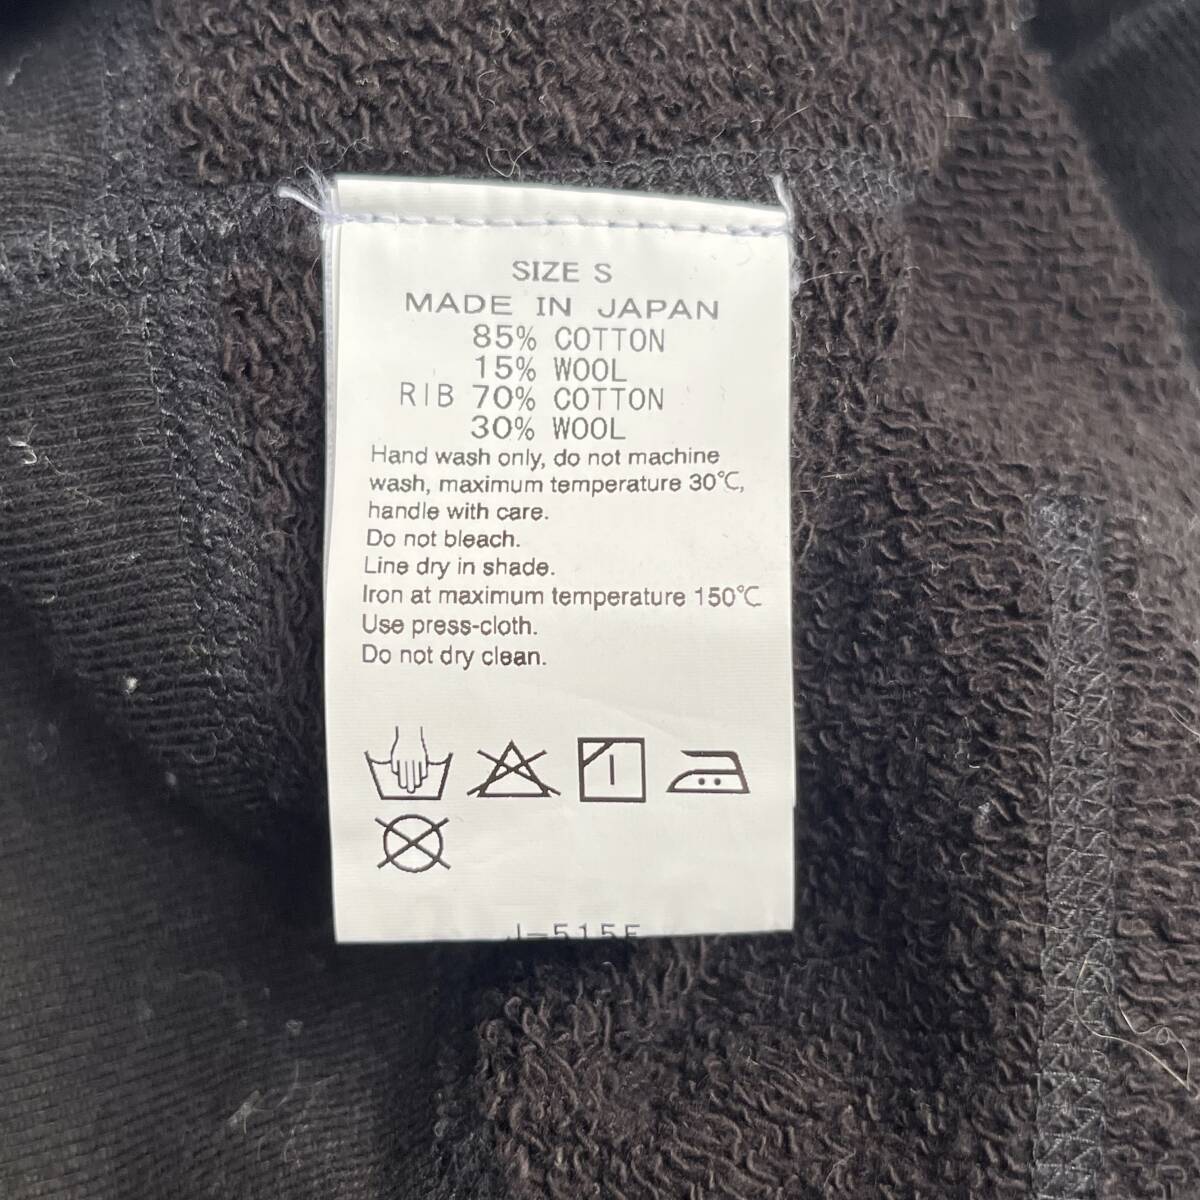 SIZE S
MADE IN JAPAN
85% COTTON
15% WOOL
RIB 70% COTTON
30% WOOL
Hand wash only, do not machine
wash, maximum temperature 30℃,
handle with care.
Do not bleach.
Line dry in shade.
Iron at maximum temperature 150℃
Use press-cloth.
Do not dry clean.